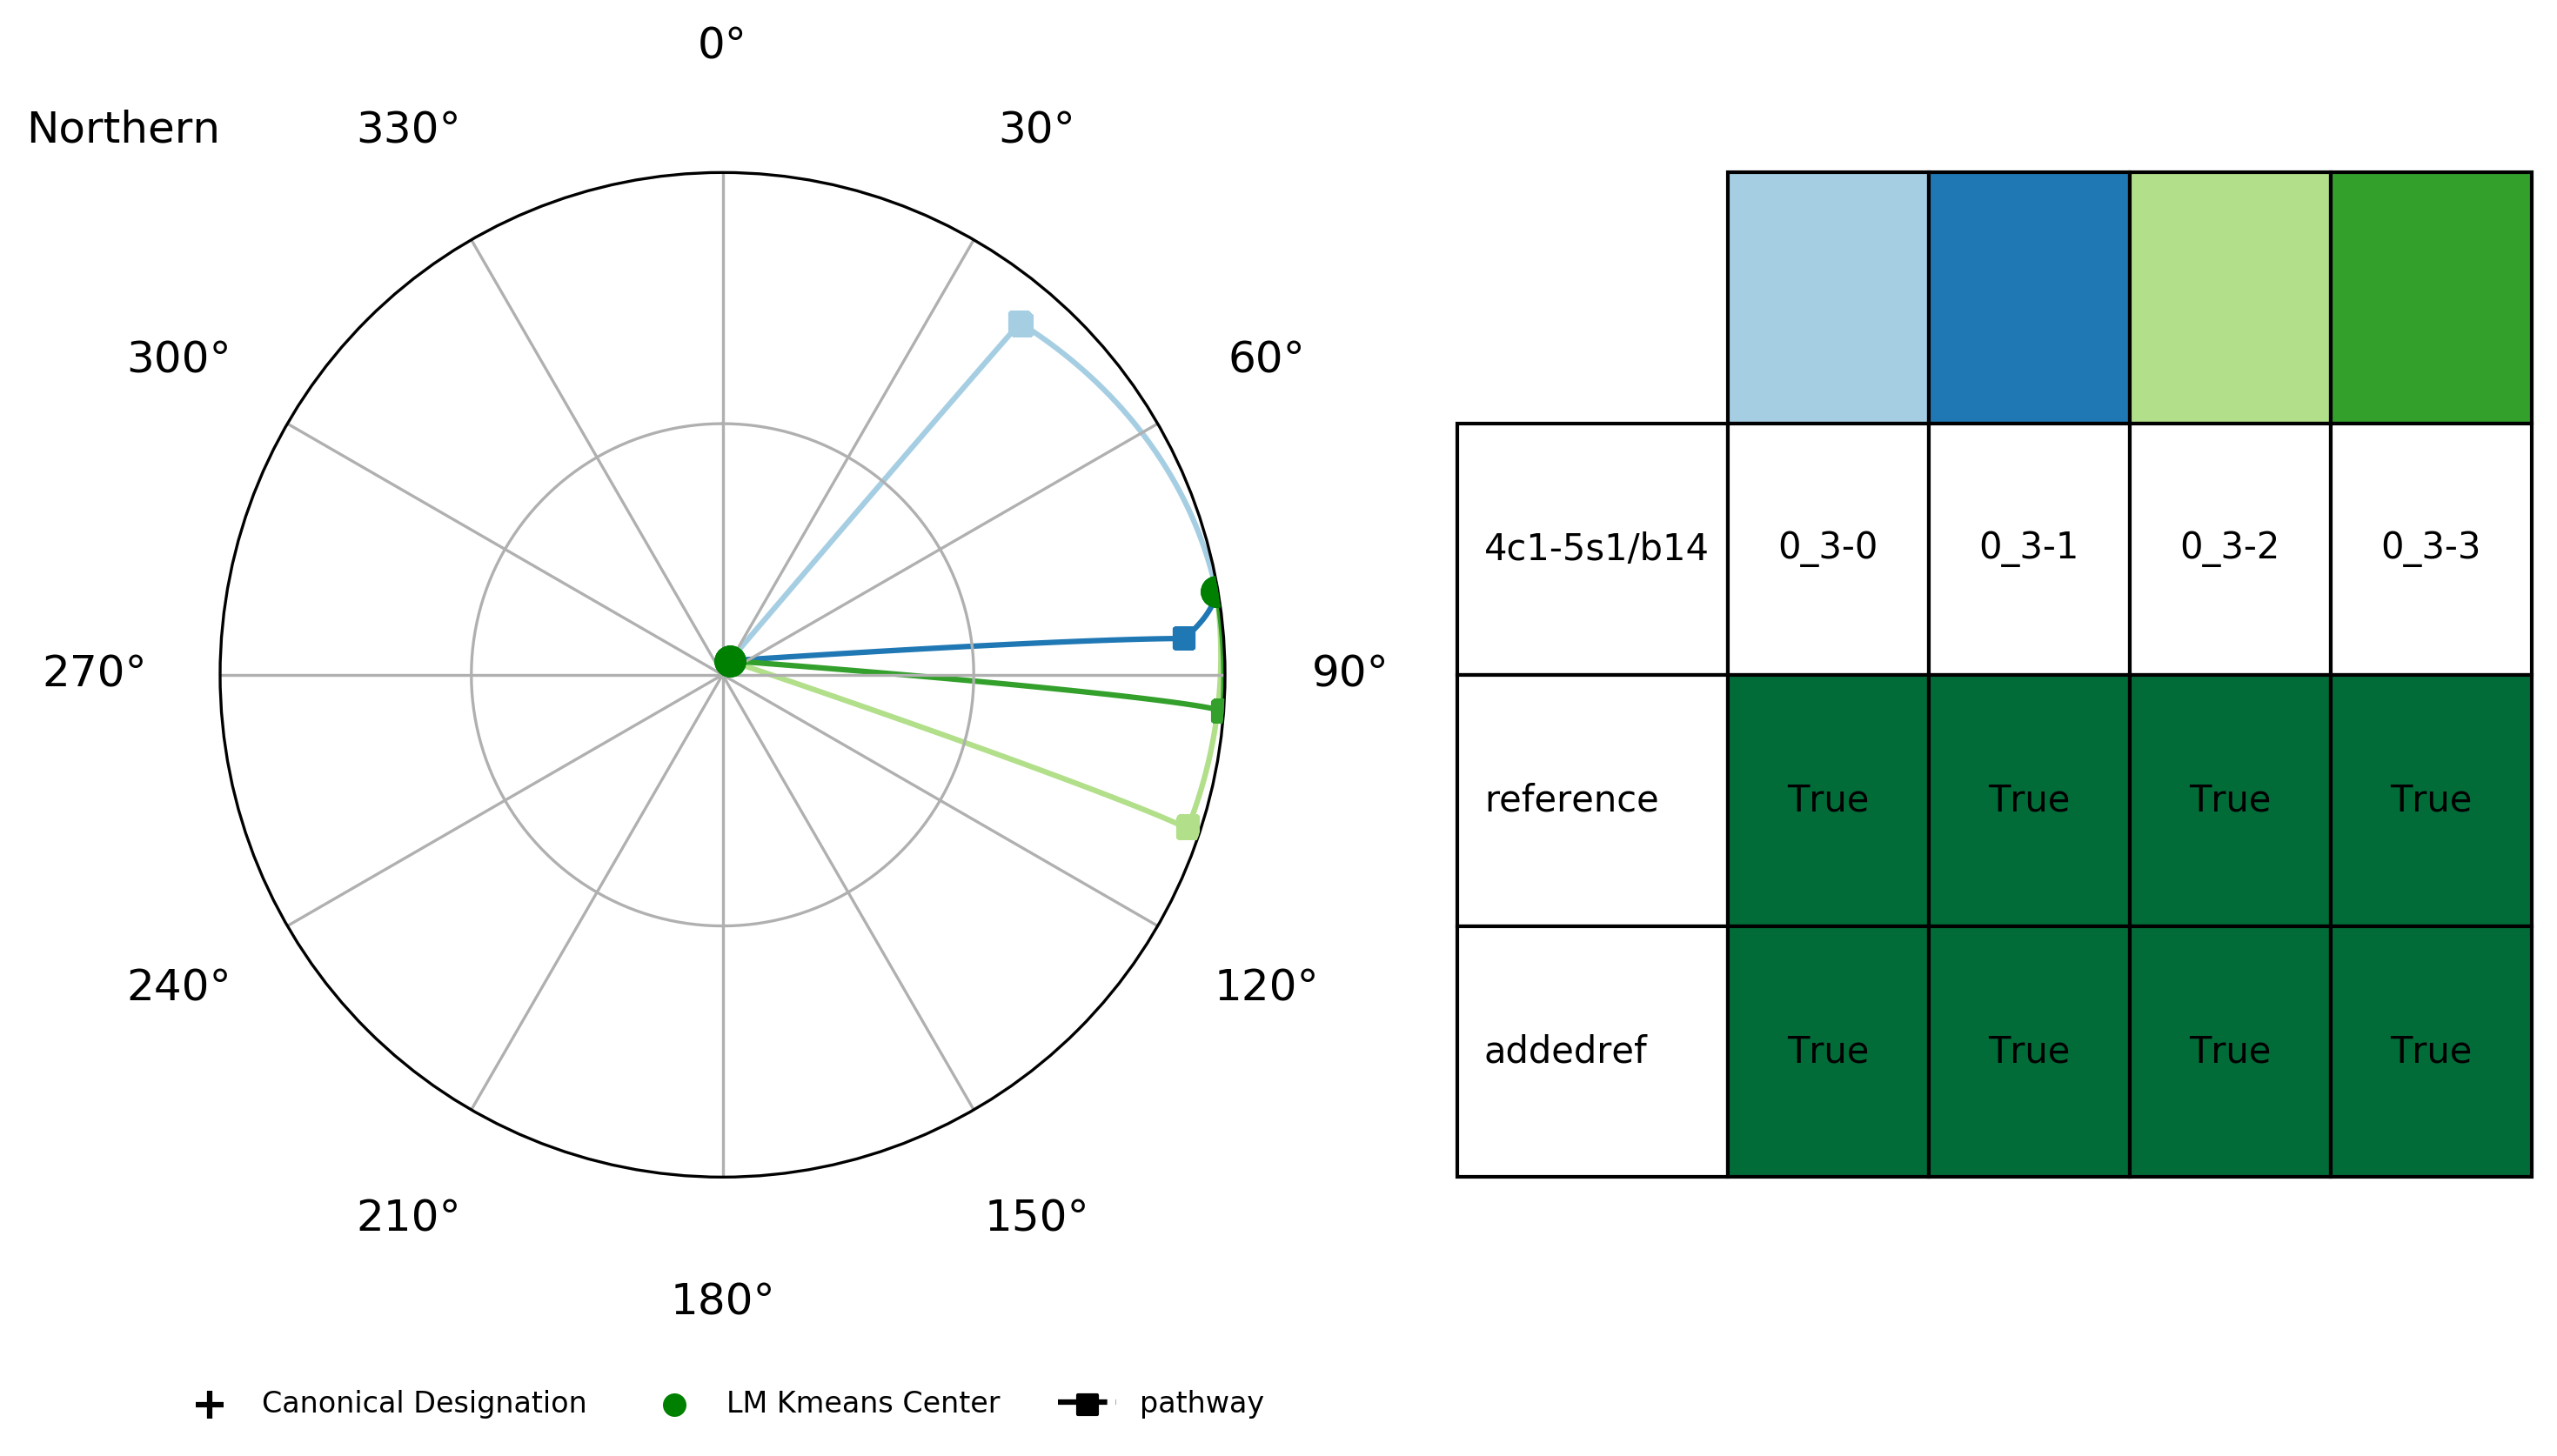 0°
Northern 330° 30°
300° 60°
270° 90°
240° 120°
210° 150°
180°
4c1-5s1/b14 0_3-0 0_3-1 0_3-2 0_3-3
reference True True True True
addedref True True True True
Canonical Designation LM Kmeans Center pathway